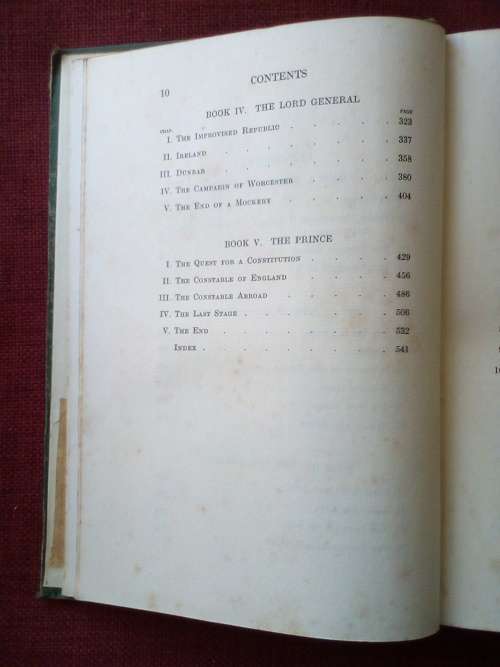 10 CONTENTS
BOOK IV. THE LORD GENERAL
CHAP. PAGE
I. THE IMPROVISED REPUBLIC . . . . . 323
II. IRELAND . . . . . . . 337
III. DUNBAR . . . . . . . 358
IV. THE CAMPAIGN OF WORCESTER . . . . 380
V. THE END OF A MOCKERY . . . . . 404
BOOK V. THE PRINCE
I. THE QUEST FOR A CONSTITUTION . . . . 429
II. THE CONSTABLE OF ENGLAND . . . . 456
III. THE CONSTABLE ABROAD . . . . . 486
IV. THE LAST STAGE . . . . . . 506
V. THE END . . . . . . . 532
INDEX . . . . . . . . 541